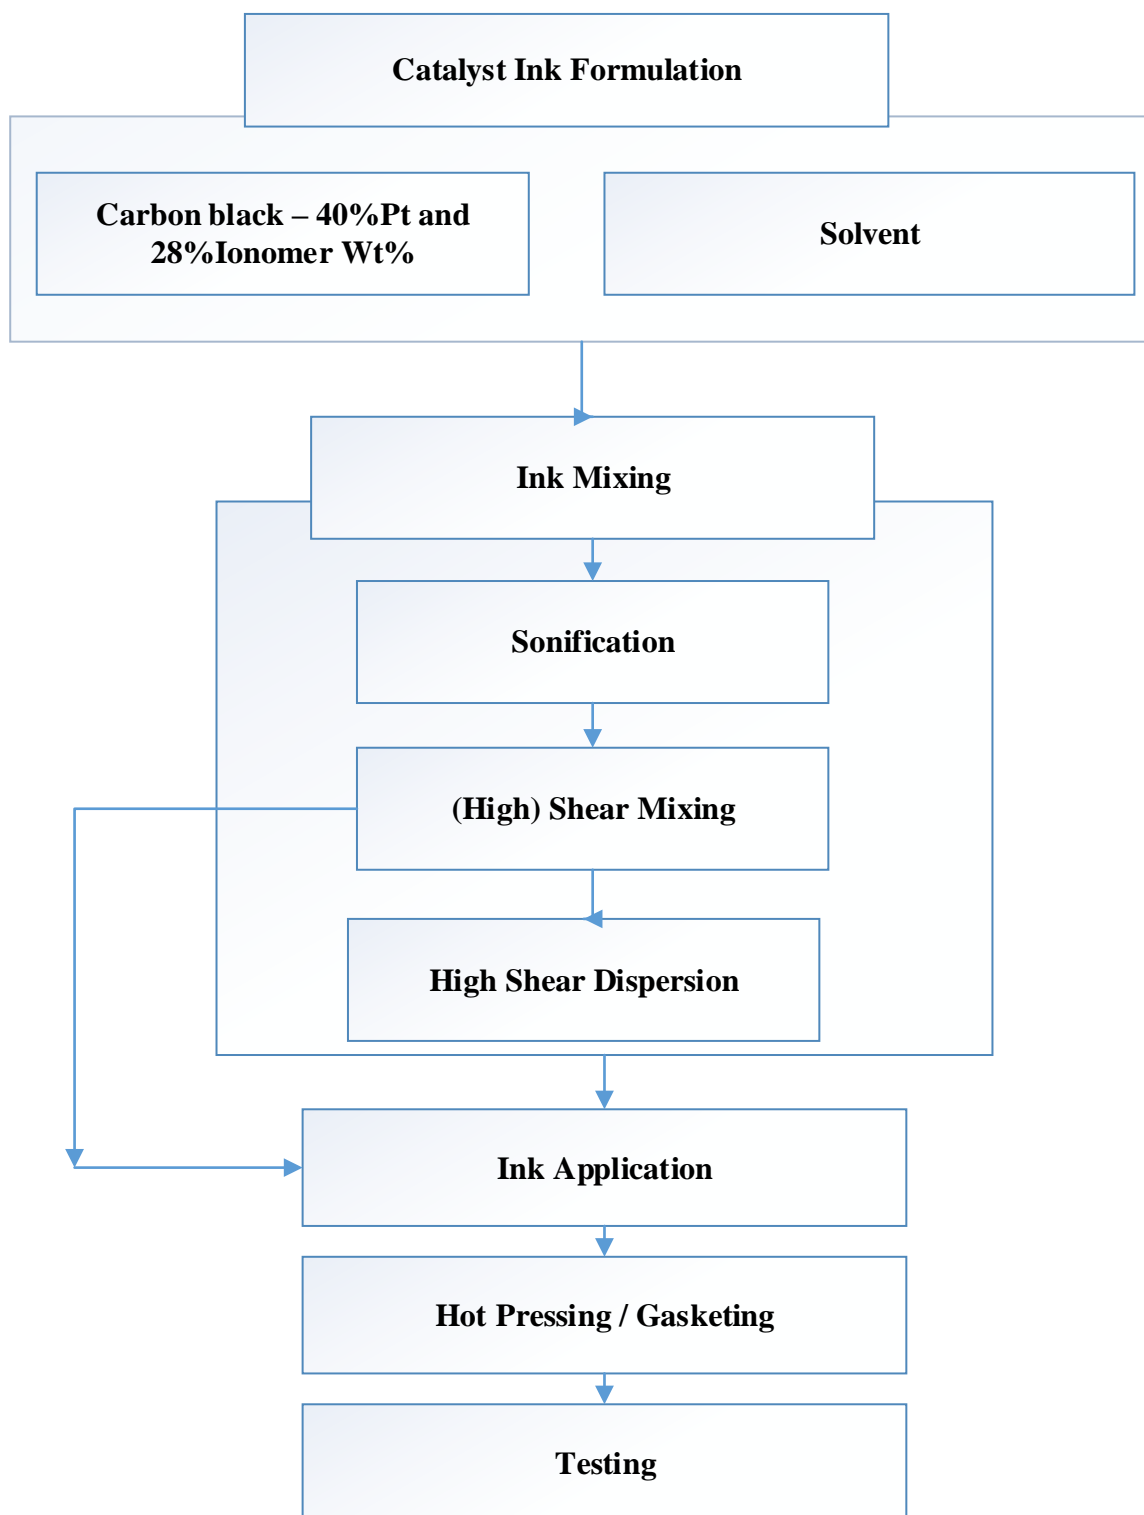 Catalyst Ink Formulation
Carbon black – 40%Pt and
28%Ionomer Wt%
Solvent
Ink Mixing
Sonification
(High) Shear Mixing
High Shear Dispersion
Ink Application
Hot Pressing / Gasketing
Testing